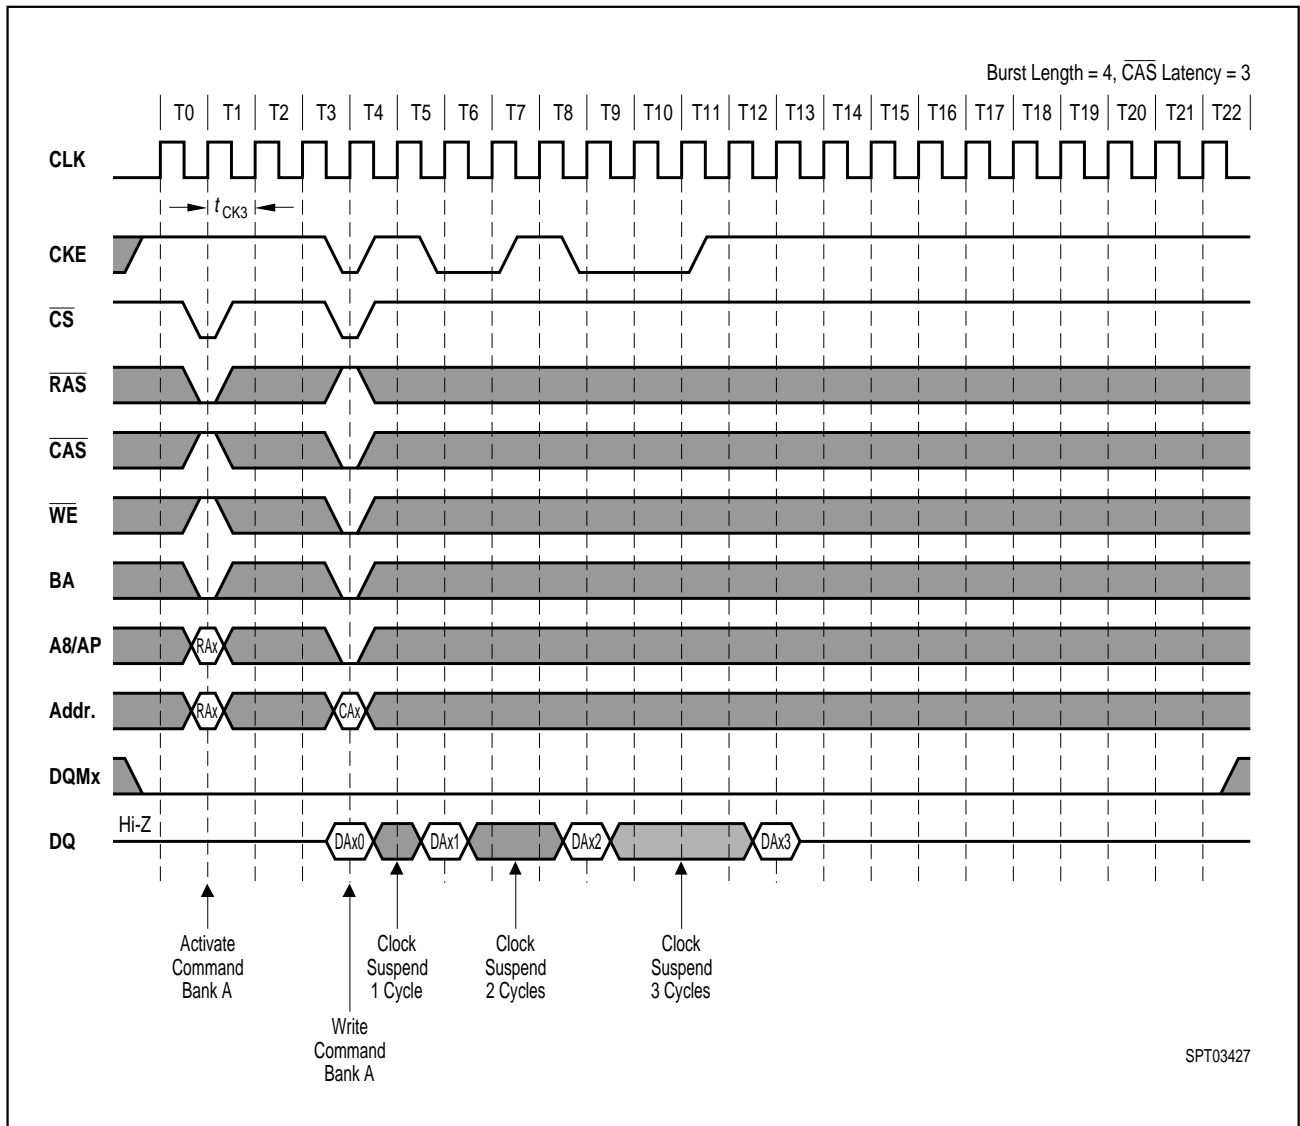 Burst Length = 4, CAS Latency = 3
T0 T1 T2 T3 T4 T5 T6 T7 T8 T9 T10 T11 T12 T13 T14 T15 T16 T17 T18 T19 T20 T21 T22
CLK
t CK3
CKE
CS
RAS
CAS
WE
BA
A8/AP RAx
Addr. RAx CAx
DQMx
DQ Hi-Z DAx0 DAx1 DAx2 DAx3
Activate
Command
Bank A
Write
Command
Bank A
Clock
Suspend
1 Cycle
Clock
Suspend
2 Cycles
Clock
Suspend
3 Cycles
SPT03427